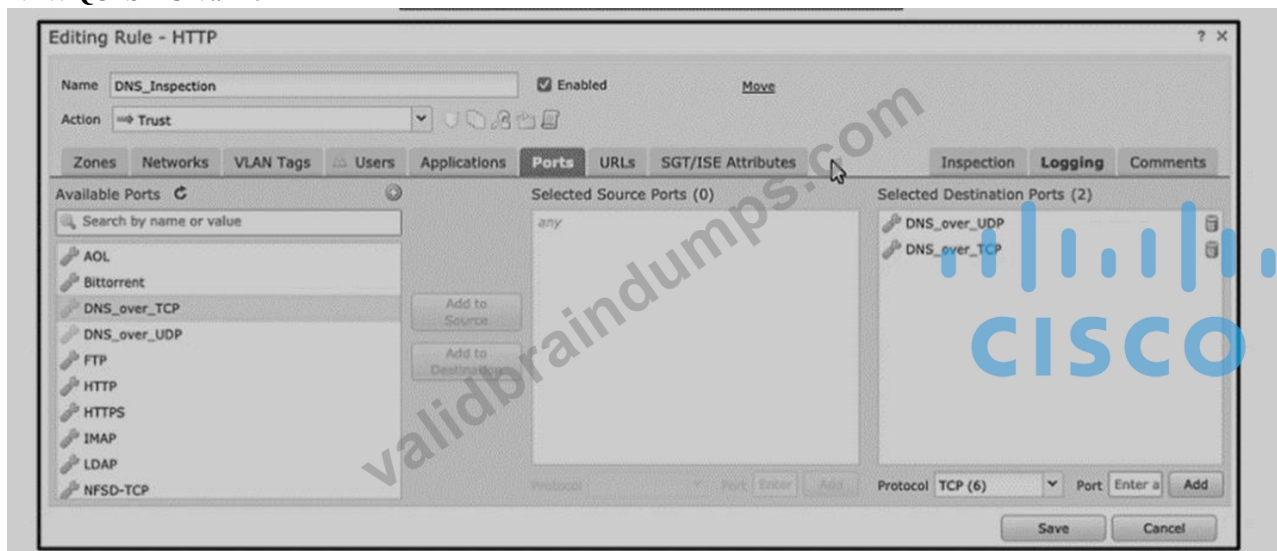 Editing Rule - HTTP ? ×
Name DNS_Inspection Enabled Move
Action Trust
Zones Networks VLAN Tags Users Applications Ports URLs SGT/ISE Attributes Inspection Logging Comments
Available Ports Selected Source Ports (0) Selected Destination Ports (2)
Search by name or value
any
DNS_over_UDP
DNS_over_TCP
AOL
Bittorrent
DNS_over_TCP
DNS_over_UDP
FTP
HTTP
HTTPS
IMAP
LDAP
NFSD-TCP
Add to
Source
Add to
Destination
Protocol Port Enter Add
Protocol TCP (6) Port Enter a Add
Save Cancel
validbraindumps.com
CISCO